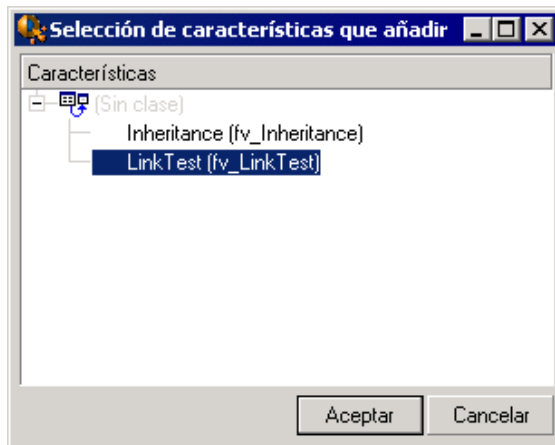 Selección de características que añadir
Características
(Sin clase)
Inheritance (fv_Inheritance)
LinkTest (fv_LinkTest)
Aceptar
Cancelar